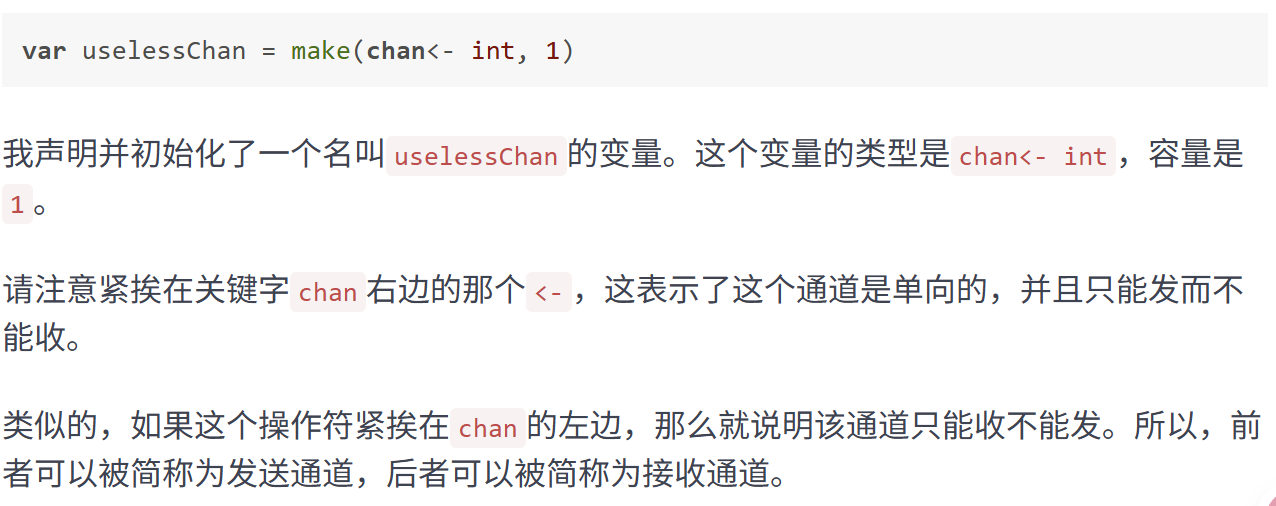 var uselessChan = make(chan<- int, 1)
我声明并初始化了一个名叫uselessChan的变量。这个变量的类型是chan<- int，容量是
1。
请注意紧挨在关键字chan右边的那个<-，这表示了这个通道是单向的，并且只能发而不
能收。
类似的，如果这个操作符紧挨在chan的左边，那么就说明该通道只能收不能发。所以，前
者可以被简称为发送通道，后者可以被简称为接收通道。